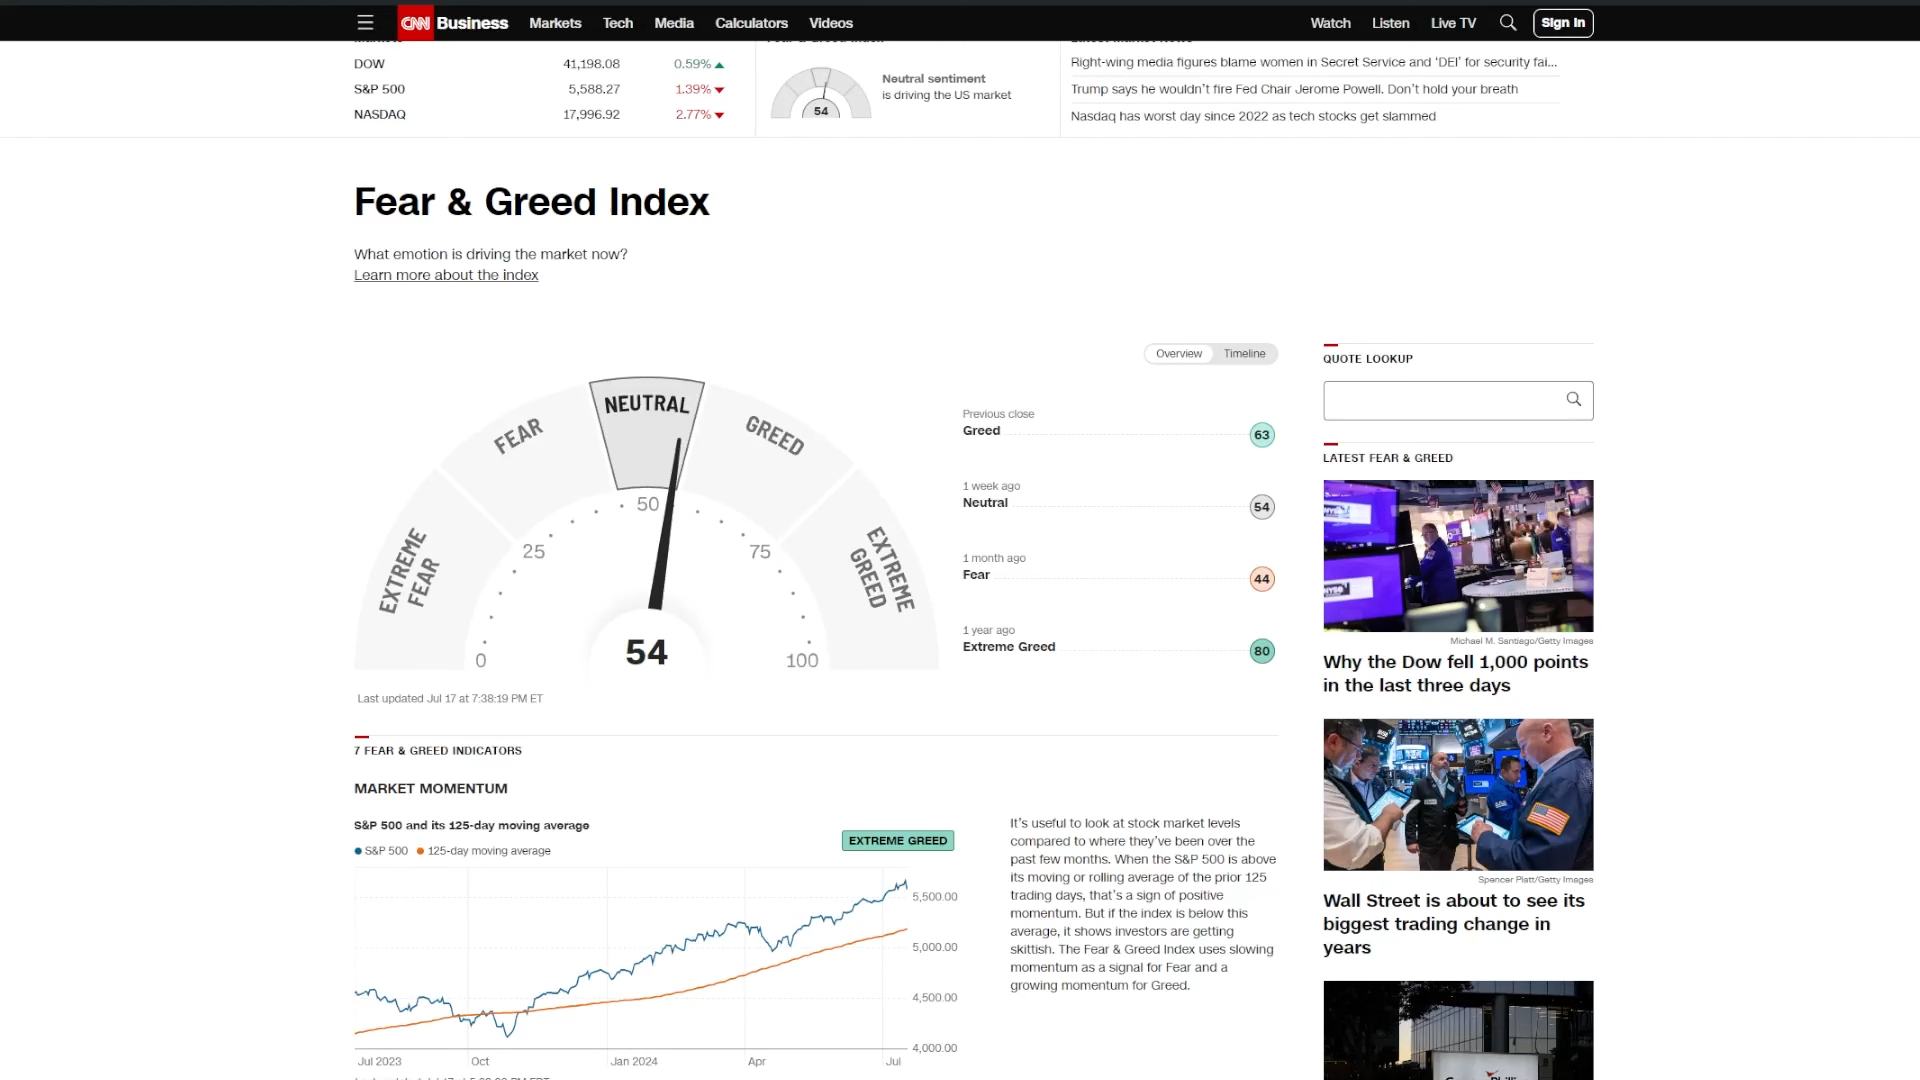 CNN Business Markets Tech Media Calculators Videos Watch Listen Live TV Sign in
DOW 41,198.08 0.59%
S&P 500 5,588.27 1.39%
NASDAQ 17,996.92 2.77%
54
Neutral sentiment
is driving the US market
Right-wing media figures blame women in Secret Service and ‘DEI’ for security fai...
Trump says he wouldn’t fire Fed Chair Jerome Powell. Don’t hold your breath
Nasdaq has worst day since 2022 as tech stocks get slammed
Fear & Greed Index
What emotion is driving the market now?
Learn more about the index
Overview Timeline
EXTREME
FEAR
FEAR
NEUTRAL
GREED
EXTREME
GREED
0
25
50
75
100
54
Last updated Jul 17 at 7:38:19 PM ET
Previous close
Greed 63
1 week ago
Neutral 54
1 month ago
Fear 44
1 year ago
Extreme Greed 80
7 FEAR & GREED INDICATORS
MARKET MOMENTUM
S&P 500 and its 125-day moving average
S&P 500 125-day moving average
EXTREME GREED
5,500.00
5,000.00
4,500.00
4,000.00
Jul 2023 Oct Jan 2024 Apr Jul
It’s useful to look at stock market levels
compared to where they’ve been over the
past few months. When the S&P 500 is above
its moving or rolling average of the prior 125
trading days, that’s a sign of positive
momentum. But if the index is below this
average, it shows investors are getting
skittish. The Fear & Greed Index uses slowing
momentum as a signal for Fear and a
growing momentum for Greed.
QUOTE LOOKUP
LATEST FEAR & GREED
Michael M. Santiago/Getty Images
Why the Dow fell 1,000 points
in the last three days
Spencer Platt/Getty Images
Wall Street is about to see its
biggest trading change in
years